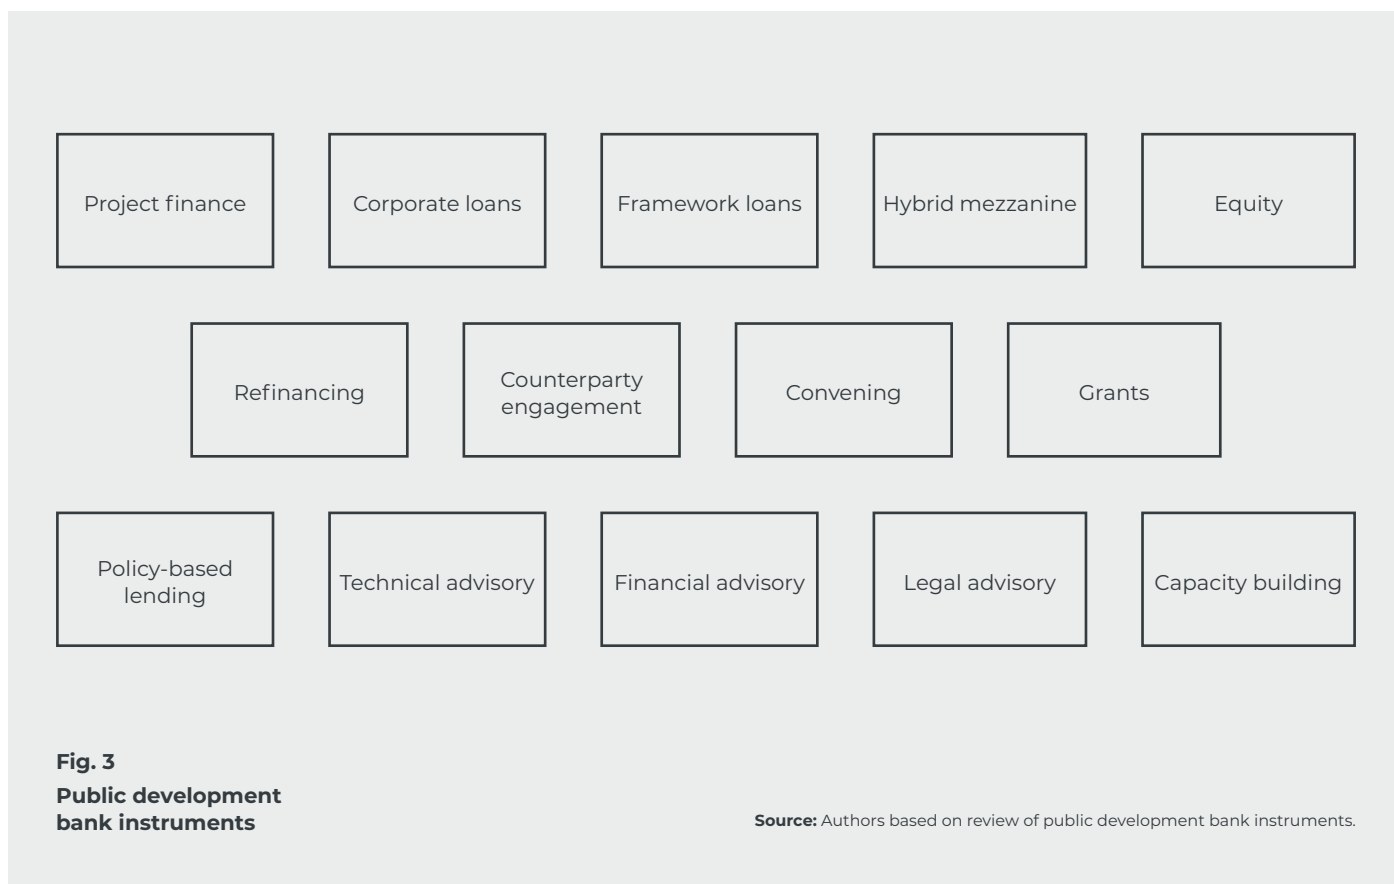 Project finance
Corporate loans
Framework loans
Hybrid mezzanine
Equity
Refinancing
Counterparty
engagement
Convening
Grants
Policy-based
lending
Technical advisory
Financial advisory
Legal advisory
Capacity building
Fig. 3
Public development
bank instruments
Source: Authors based on review of public development bank instruments.